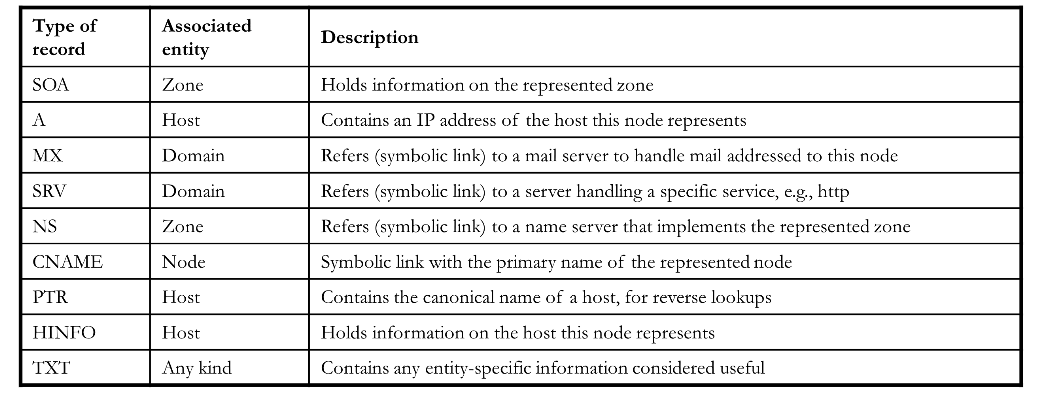 Type of record Associated entity Description
SOA Zone Holds information on the represented zone
A Host Contains an IP address of the host this node represents
MX Domain Refers (symbolic link) to a mail server to handle mail addressed to this node
SRV Domain Refers (symbolic link) to a server handling a specific service, e.g., http
NS Zone Refers (symbolic link) to a name server that implements the represented zone
CNAME Node Symbolic link with the primary name of the represented node
PTR Host Contains the canonical name of a host, for reverse lookups
HINFO Host Holds information on the host this node represents
TXT Any kind Contains any entity-specific information considered useful